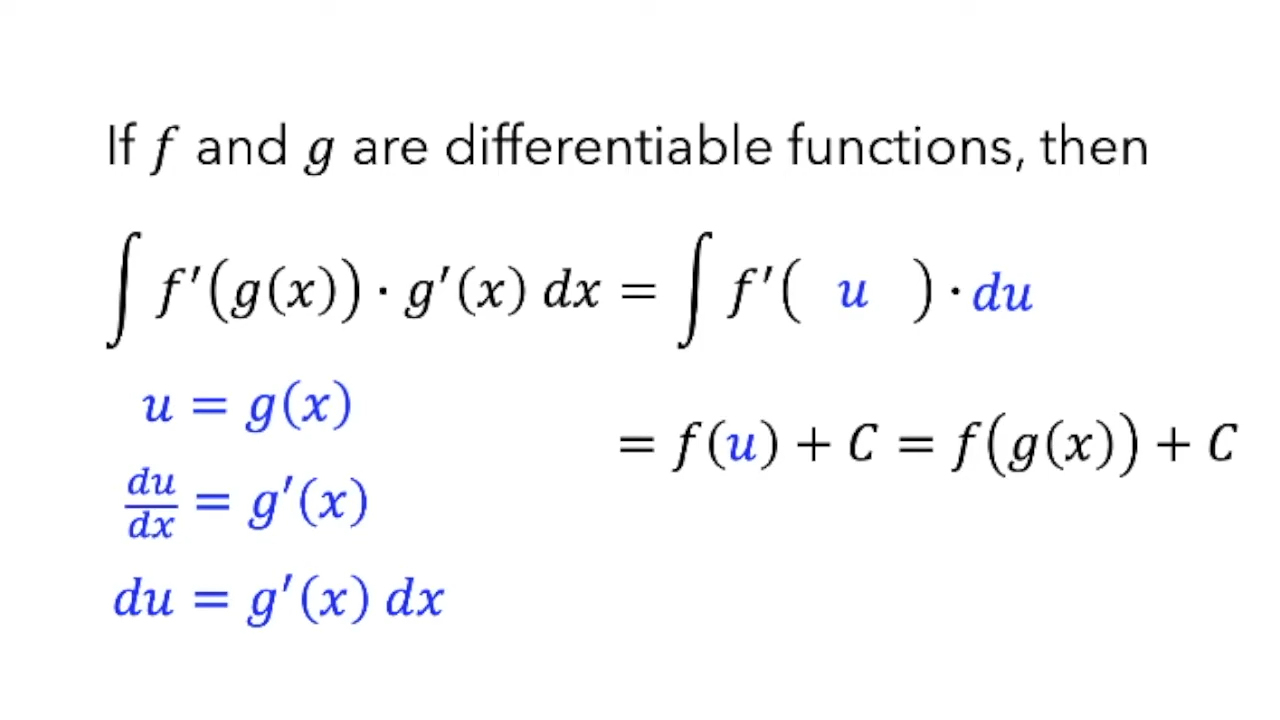 If f and g are differentiable functions, then
∫ f′(g(x)) · g′(x) dx = ∫ f′( u ) · du
u = g(x)
= f(u) + C = f(g(x)) + C
du/dx = g′(x)
du = g′(x) dx